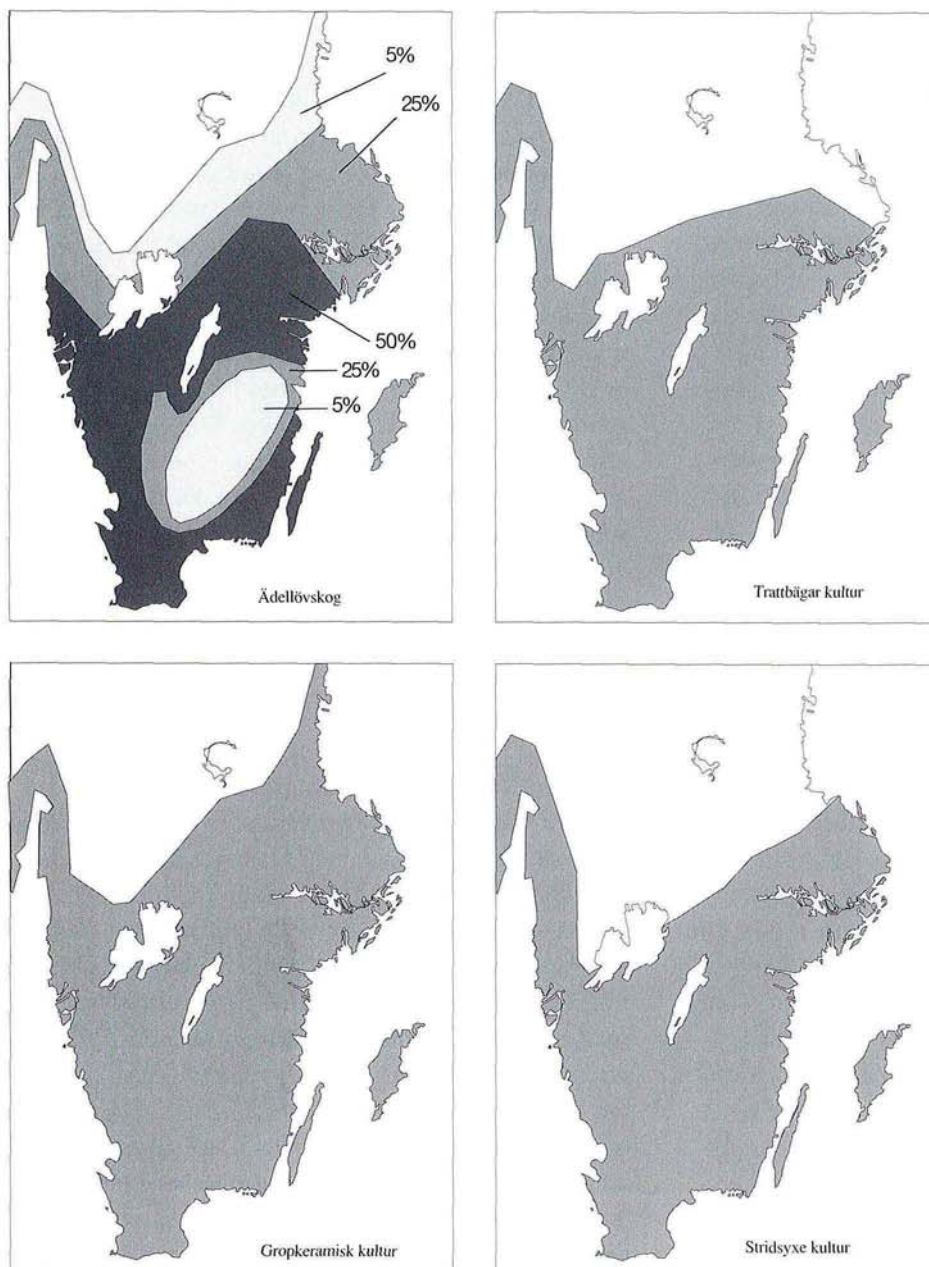 5%
25%
50%
25%
5%
Ädellövskog
Trattbägar kultur
Gropkeramisk kultur
Stridsyxe kultur